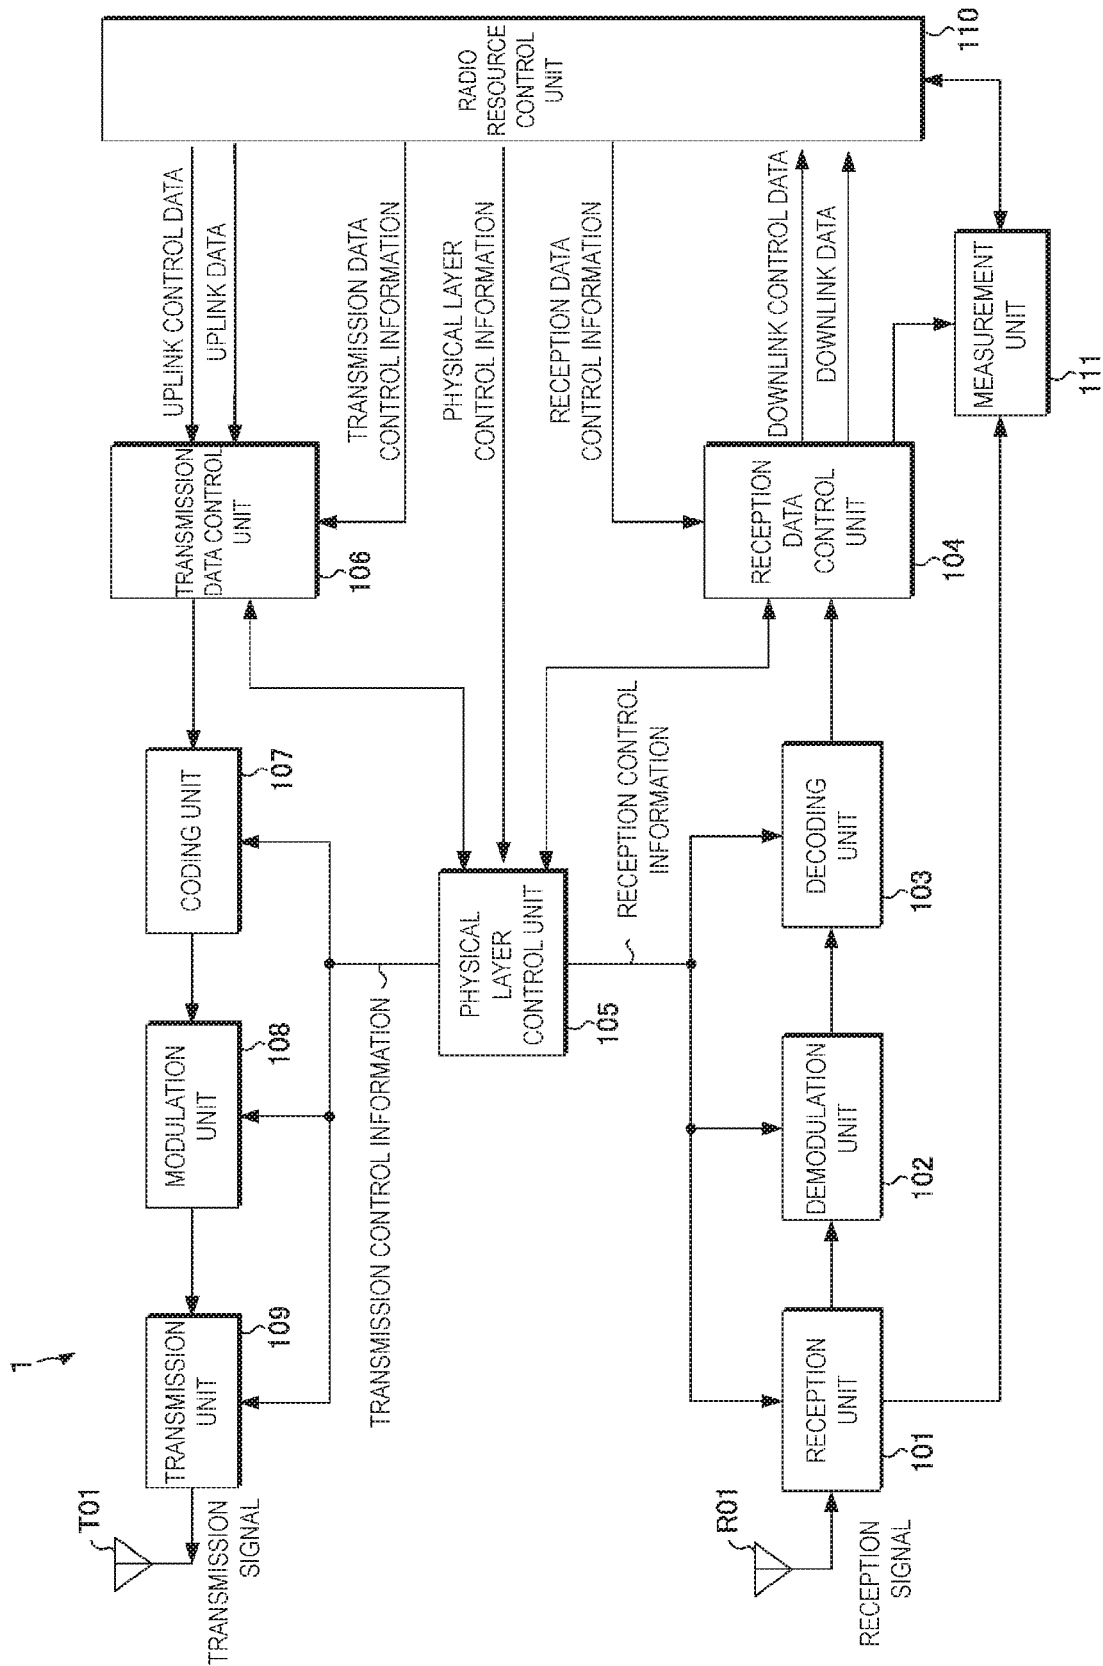 1
T01
TRANSMISSION
SIGNAL
TRANSMISSION
UNIT
109
MODULATION
UNIT
108
CODING UNIT
107
TRANSMISSION
DATA CONTROL
UNIT
106
UPLINK CONTROL DATA
UPLINK DATA
TRANSMISSION DATA
CONTROL INFORMATION
PHYSICAL LAYER
CONTROL INFORMATION
RECEPTION DATA
CONTROL INFORMATION
DOWNLINK CONTROL DATA
DOWNLINK DATA
RADIO
RESOURCE
CONTROL
UNIT
110
TRANSMISSION CONTROL INFORMATION
PHYSICAL
LAYER
CONTROL UNIT
105
RECEPTION CONTROL
INFORMATION
R01
RECEPTION
SIGNAL
RECEPTION
UNIT
101
DEMODULATION
UNIT
102
DECODING
UNIT
103
RECEPTION
DATA
CONTROL
UNIT
104
MEASUREMENT
UNIT
111